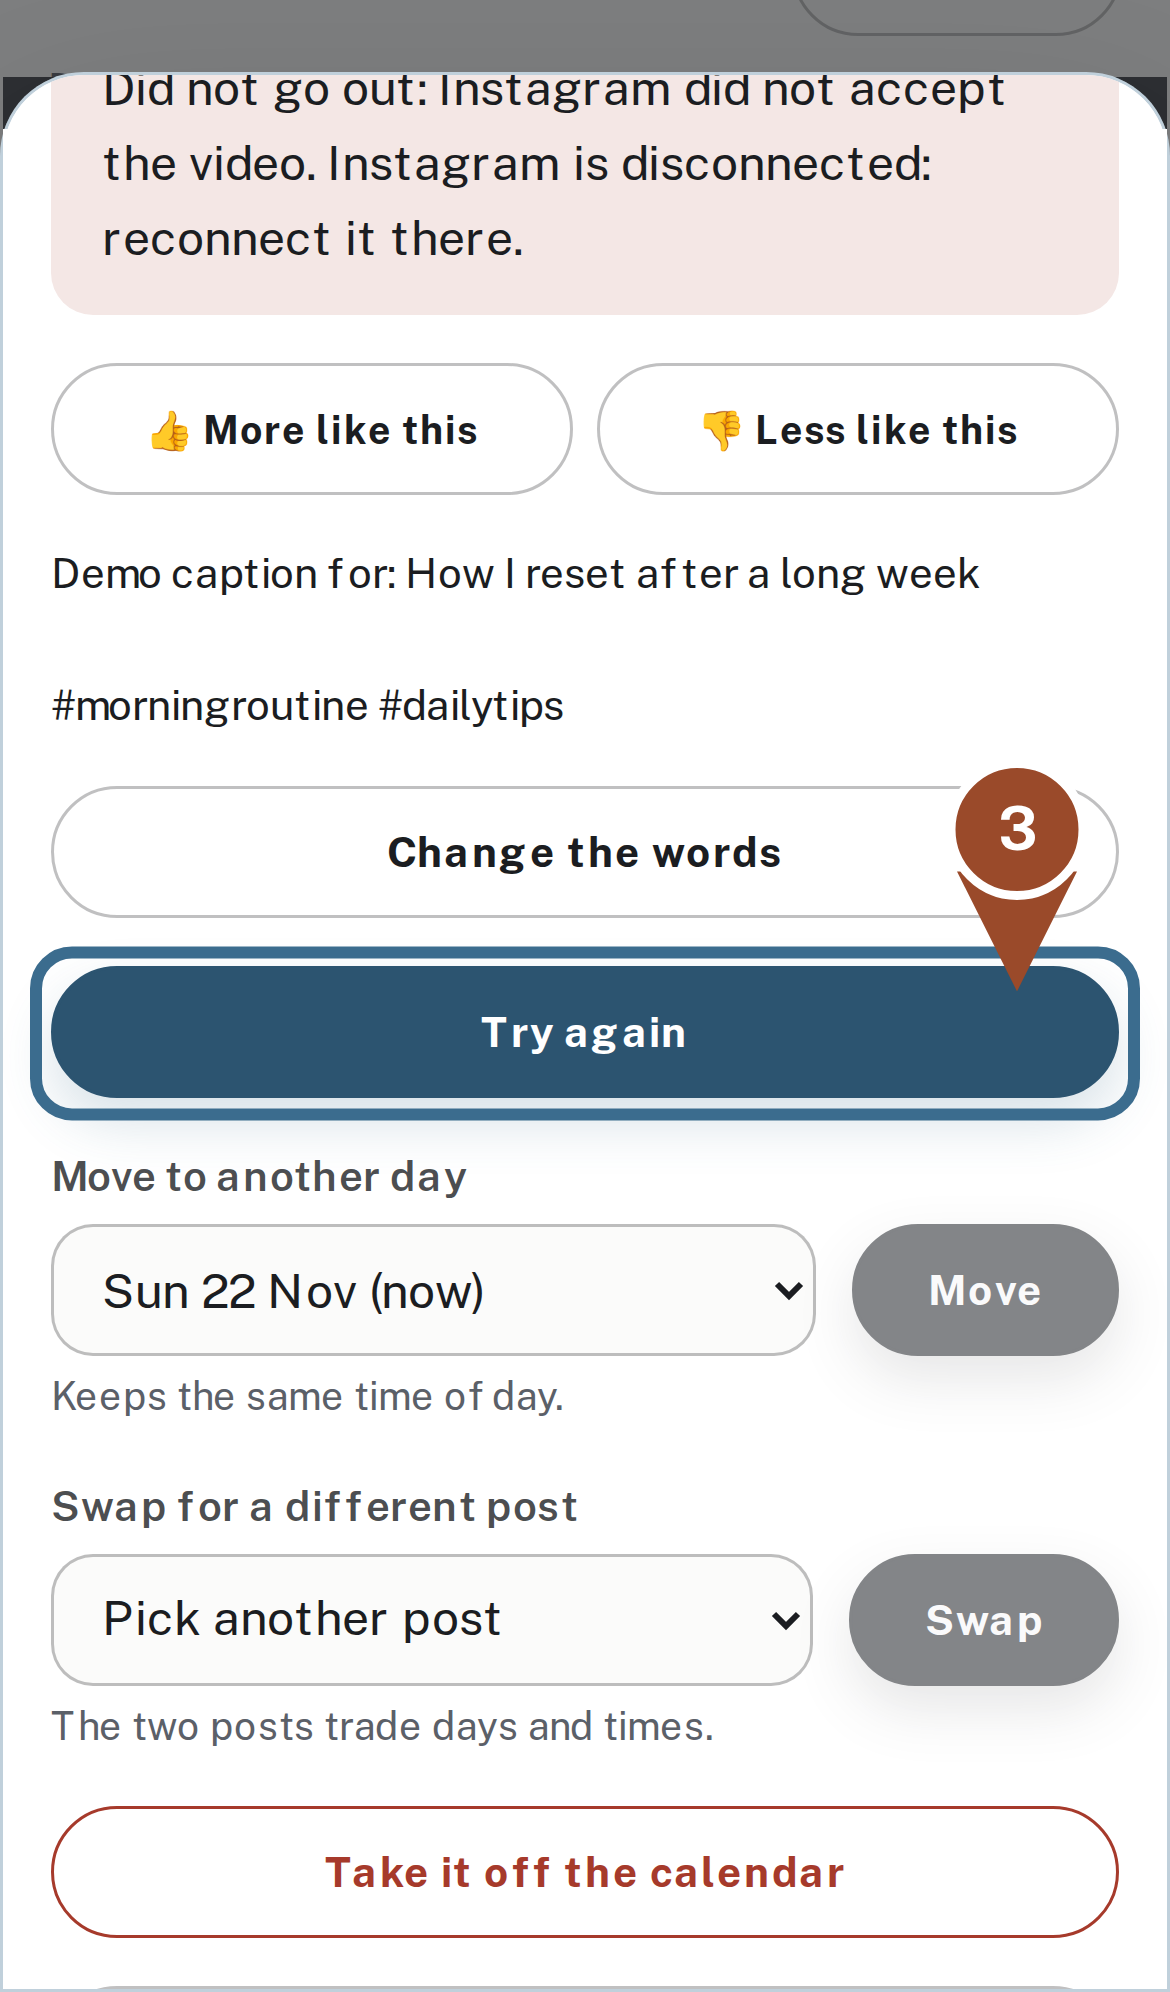 Did not go out: Instagram did not accept
the video. Instagram is disconnected:
reconnect it there.
👍 More like this
👎 Less like this
Demo caption for: How I reset after a long week
#morningroutine #dailytips
Change the words
3
Try again
Move to another day
Sun 22 Nov (now)
Move
Keeps the same time of day.
Swap for a different post
Pick another post
Swap
The two posts trade days and times.
Take it off the calendar